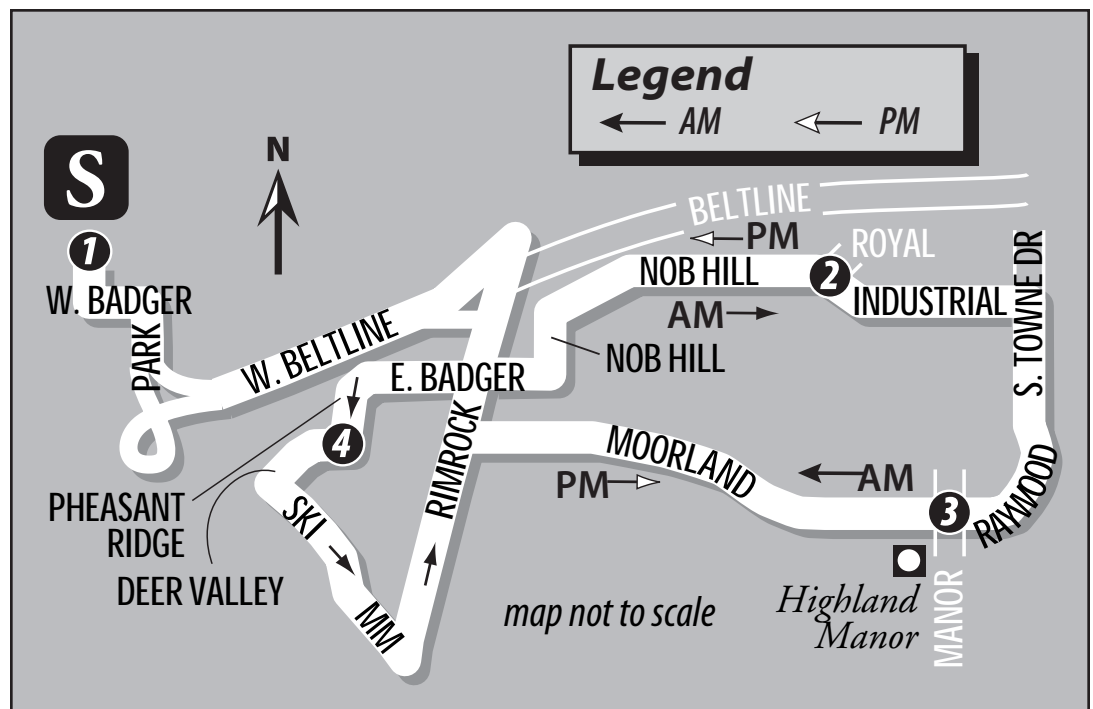 Legend
AM PM
S
N
1
W. BADGER
PARK
W. BELTLINE
BELTLINE
PM
ROYAL
NOB HILL
2
INDUSTRIAL
AM
S. TOWNE DR
NOB HILL
E. BADGER
4
RIMROCK
MOORLAND
PM
AM
3
RAYWOOD
PHEASANT
RIDGE
SKI
DEER VALLEY
MM
map not to scale
Highland
Manor
MANOR